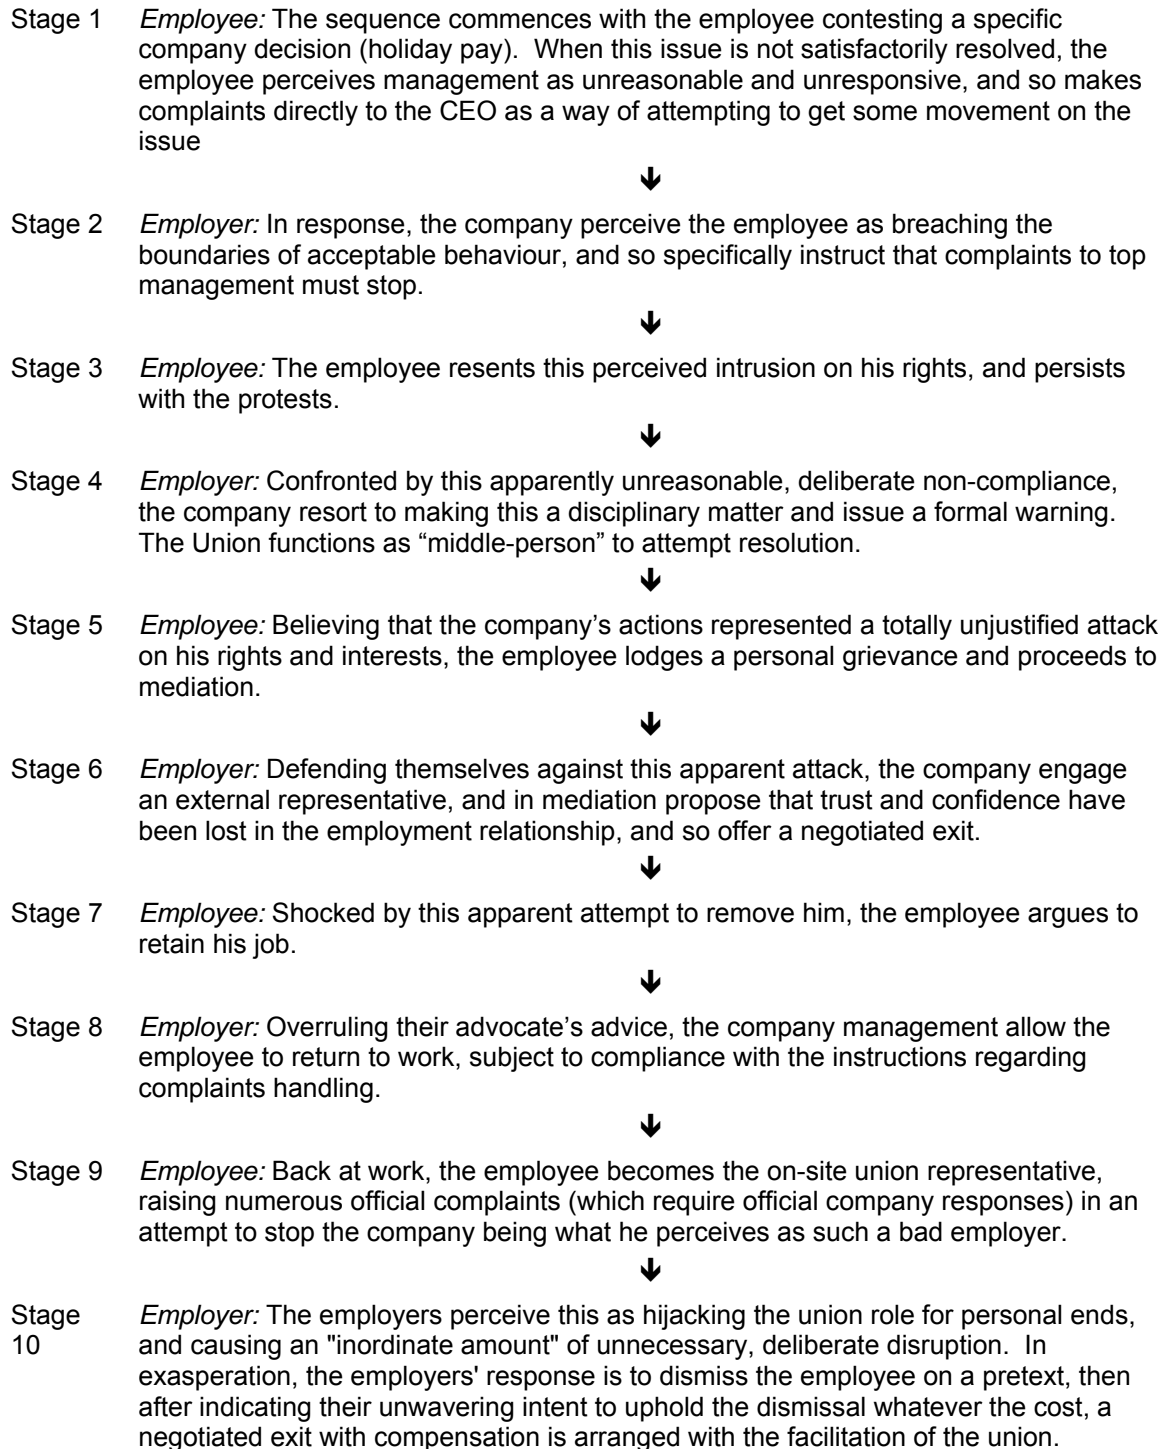 Stage 1 Employee: The sequence commences with the employee contesting a specific
company decision (holiday pay). When this issue is not satisfactorily resolved, the
employee perceives management as unreasonable and unresponsive, and so makes
complaints directly to the CEO as a way of attempting to get some movement on the
issue
Stage 2 Employer: In response, the company perceive the employee as breaching the
boundaries of acceptable behaviour, and so specifically instruct that complaints to top
management must stop.
Stage 3 Employee: The employee resents this perceived intrusion on his rights, and persists
with the protests.
Stage 4 Employer: Confronted by this apparently unreasonable, deliberate non-compliance,
the company resort to making this a disciplinary matter and issue a formal warning.
The Union functions as “middle-person” to attempt resolution.
Stage 5 Employee: Believing that the company’s actions represented a totally unjustified attack
on his rights and interests, the employee lodges a personal grievance and proceeds to
mediation.
Stage 6 Employer: Defending themselves against this apparent attack, the company engage
an external representative, and in mediation propose that trust and confidence have
been lost in the employment relationship, and so offer a negotiated exit.
Stage 7 Employee: Shocked by this apparent attempt to remove him, the employee argues to
retain his job.
Stage 8 Employer: Overruling their advocate’s advice, the company management allow the
employee to return to work, subject to compliance with the instructions regarding
complaints handling.
Stage 9 Employee: Back at work, the employee becomes the on-site union representative,
raising numerous official complaints (which require official company responses) in an
attempt to stop the company being what he perceives as such a bad employer.
Stage Employer: The employers perceive this as hijacking the union role for personal ends,
10 and causing an "inordinate amount" of unnecessary, deliberate disruption. In
exasperation, the employers' response is to dismiss the employee on a pretext, then
after indicating their unwavering intent to uphold the dismissal whatever the cost, a
negotiated exit with compensation is arranged with the facilitation of the union.